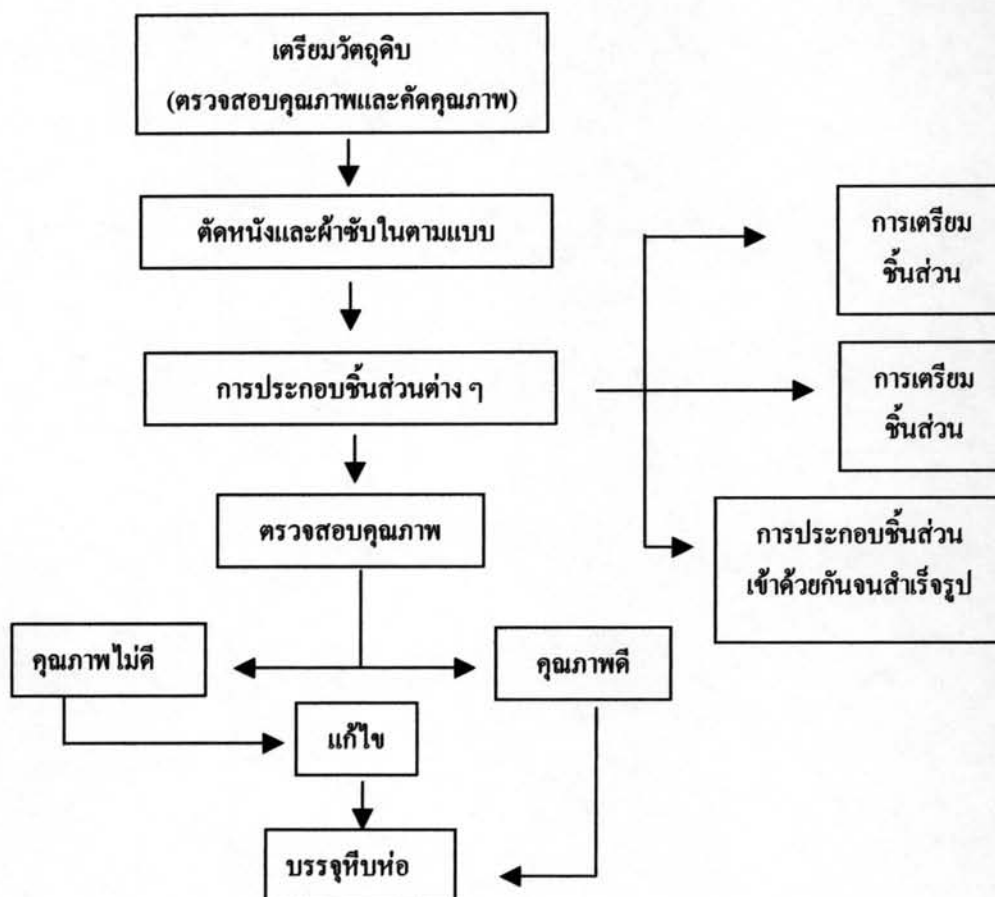 เตรียมวัตถุดิบ
(ตรวจสอบคุณภาพและคัดคุณภาพ)
ตัดหนังและผ้าซับในตามแบบ
การประกอบชิ้นส่วนต่าง ๆ
การเตรียม
ชิ้นส่วน
การเตรียม
ชิ้นส่วน
การประกอบชิ้นส่วน
เข้าด้วยกันจนสำเร็จรูป
ตรวจสอบคุณภาพ
คุณภาพไม่ดี
คุณภาพดี
แก้ไข
บรรจุหีบห่อ